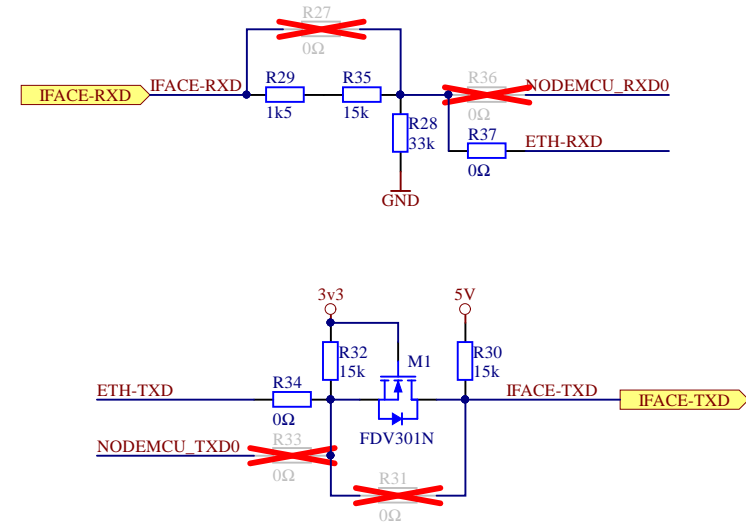 R27
0Ω
IFACE-RXD
IFACE-RXD
R29
1k5
R35
15k
R36
0Ω
NODEMCU_RXD0
R28
33k
R37
0Ω
ETH-RXD
GND
3v3
5V
R32
15k
M1
R30
15k
ETH-TXD
R34
0Ω
IFACE-TXD
IFACE-TXD
FDV301N
NODEMCU_TXD0
R33
0Ω
R31
0Ω